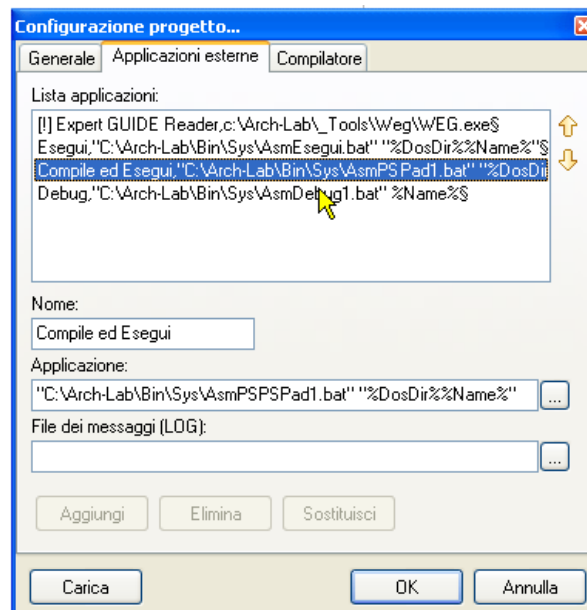 Configurazione progetto...
Generale Applicazioni esterne Compilatore
Lista applicazioni:
[!] Expert GUIDE Reader,c:\Arch-Lab\_Tools\Weg\WEG.exe§
Esegui,"C:\Arch-Lab\Bin\Sys\AsmEsegui.bat" "%DosDir%%Name%"§
Compile ed Esegui,"C:\Arch-Lab\Bin\Sys\AsmPSPad1.bat" "%DosDir
Debug,"C:\Arch-Lab\Bin\Sys\AsmDebug1.bat" %Name%§
Nome:
Compile ed Esegui
Applicazione:
"C:\Arch-Lab\Bin\Sys\AsmPSPSPad1.bat" "%DosDir%%Name%"
...
File dei messaggi (LOG):
...
Aggiungi Elimina Sostituisci
Carica OK Annulla